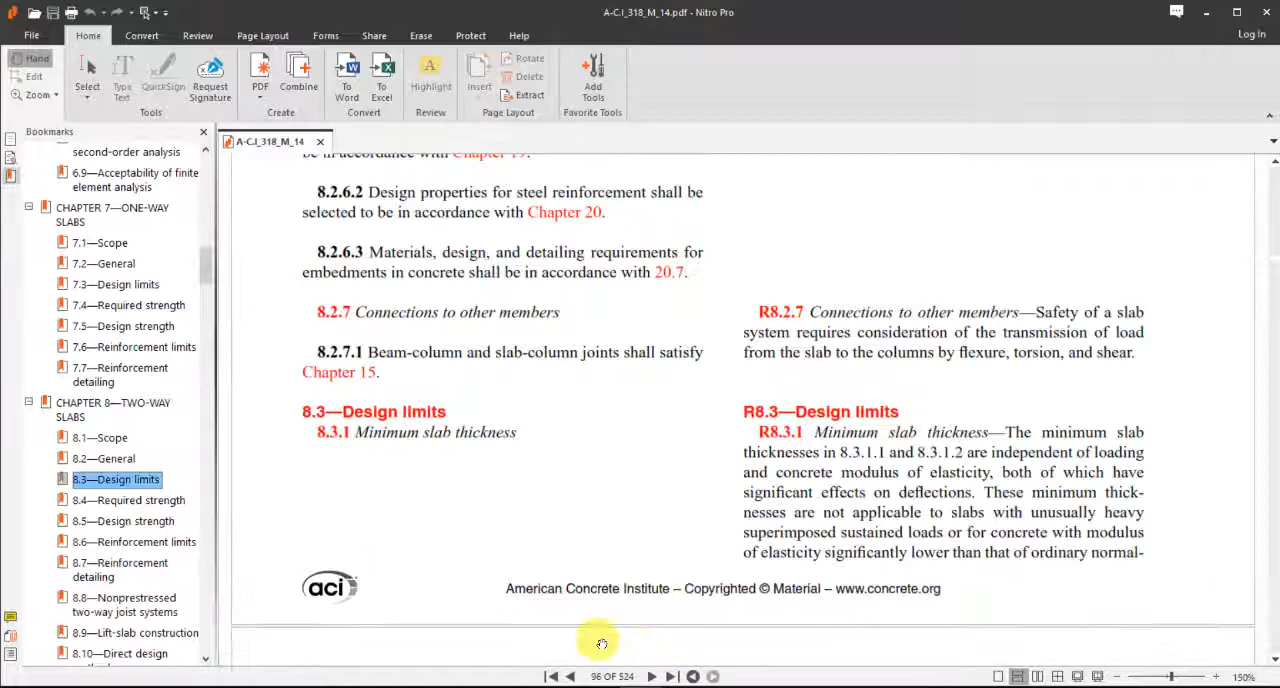 A-C.I_318_M_14.pdf - Nitro Pro
File
Home
Convert
Review
Page Layout
Forms
Share
Erase
Protect
Help
Log In
Hand
Edit
Zoom
Select
Type Text
QuickSign
Request Signature
Tools
PDF
Combine
Create
To Word
To Excel
Convert
Highlight
Review
Insert
Rotate
Delete
Extract
Page Layout
Add Tools
Favorite Tools
Bookmarks
second-order analysis
6.9—Acceptability of finite
element analysis
CHAPTER 7—ONE-WAY
SLABS
7.1—Scope
7.2—General
7.3—Design limits
7.4—Required strength
7.5—Design strength
7.6—Reinforcement limits
7.7—Reinforcement
detailing
CHAPTER 8—TWO-WAY
SLABS
8.1—Scope
8.2—General
8.3—Design limits
8.4—Required strength
8.5—Design strength
8.6—Reinforcement limits
8.7—Reinforcement
detailing
8.8—Nonprestressed
two-way joist systems
8.9—Lift-slab construction
8.10—Direct design
A-C.I_318_M_14
be in accordance with Chapter 19.
8.2.6.2 Design properties for steel reinforcement shall be
selected to be in accordance with Chapter 20.
8.2.6.3 Materials, design, and detailing requirements for
embedments in concrete shall be in accordance with 20.7.
8.2.7 Connections to other members
8.2.7.1 Beam-column and slab-column joints shall satisfy
Chapter 15.
8.3—Design limits
8.3.1 Minimum slab thickness
R8.2.7 Connections to other members—Safety of a slab
system requires consideration of the transmission of load
from the slab to the columns by flexure, torsion, and shear.
R8.3—Design limits
R8.3.1 Minimum slab thickness—The minimum slab
thicknesses in 8.3.1.1 and 8.3.1.2 are independent of loading
and concrete modulus of elasticity, both of which have
significant effects on deflections. These minimum thick-
nesses are not applicable to slabs with unusually heavy
superimposed sustained loads or for concrete with modulus
of elasticity significantly lower than that of ordinary normal-
aci
American Concrete Institute – Copyrighted © Material – www.concrete.org
96 OF 524
150%